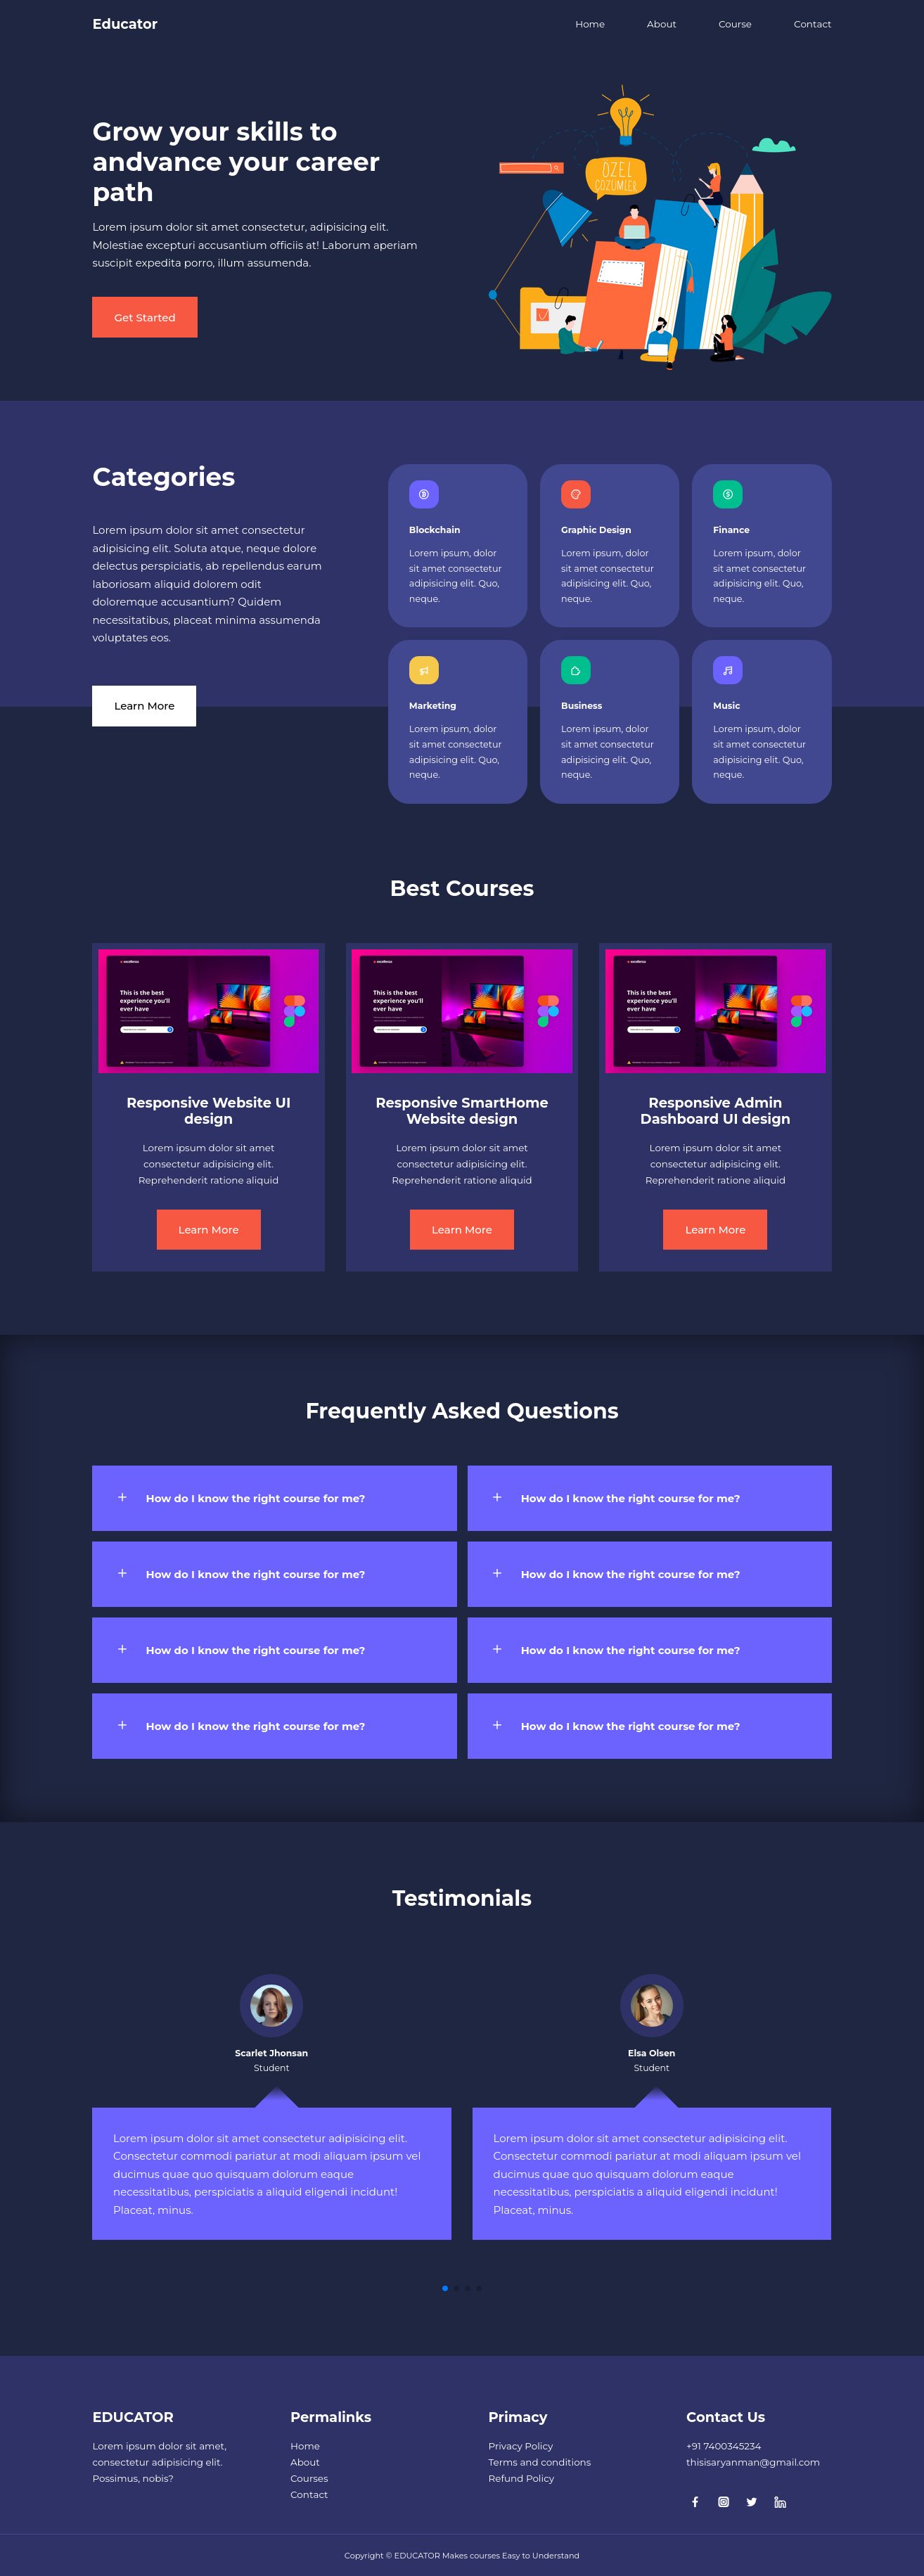 Educator
Home
About
Course
Contact
Grow your skills to
andvance your career
path
Lorem ipsum dolor sit amet consectetur, adipisicing elit.
Molestiae excepturi accusantium officiis at! Laborum aperiam
suscipit expedita porro, illum assumenda.
Get Started
ÖZEL
ÇÖZÜMLER
Categories
Lorem ipsum dolor sit amet consectetur
adipisicing elit. Soluta atque, neque dolore
delectus perspiciatis, ab repellendus earum
laboriosam aliquid dolorem odit
doloremque accusantium? Quidem
necessitatibus, placeat minima assumenda
voluptates eos.
Learn More
Blockchain
Lorem ipsum, dolor
sit amet consectetur
adipisicing elit. Quo,
neque.
Graphic Design
Lorem ipsum, dolor
sit amet consectetur
adipisicing elit. Quo,
neque.
Finance
Lorem ipsum, dolor
sit amet consectetur
adipisicing elit. Quo,
neque.
Marketing
Lorem ipsum, dolor
sit amet consectetur
adipisicing elit. Quo,
neque.
Business
Lorem ipsum, dolor
sit amet consectetur
adipisicing elit. Quo,
neque.
Music
Lorem ipsum, dolor
sit amet consectetur
adipisicing elit. Quo,
neque.
Best Courses
This is the best
experience you'll
ever have
Responsive Website UI
design
Lorem ipsum dolor sit amet
consectetur adipisicing elit.
Reprehenderit ratione aliquid
Learn More
This is the best
experience you'll
ever have
Responsive SmartHome
Website design
Lorem ipsum dolor sit amet
consectetur adipisicing elit.
Reprehenderit ratione aliquid
Learn More
This is the best
experience you'll
ever have
Responsive Admin
Dashboard UI design
Lorem ipsum dolor sit amet
consectetur adipisicing elit.
Reprehenderit ratione aliquid
Learn More
Frequently Asked Questions
+ How do I know the right course for me?
+ How do I know the right course for me?
+ How do I know the right course for me?
+ How do I know the right course for me?
+ How do I know the right course for me?
+ How do I know the right course for me?
+ How do I know the right course for me?
+ How do I know the right course for me?
Testimonials
Scarlet Jhonsan
Student
Lorem ipsum dolor sit amet consectetur adipisicing elit.
Consectetur commodi pariatur at modi aliquam ipsum vel
ducimus quae quo quisquam dolorum eaque
necessitatibus, perspiciatis a aliquid eligendi incidunt!
Placeat, minus.
Elsa Olsen
Student
Lorem ipsum dolor sit amet consectetur adipisicing elit.
Consectetur commodi pariatur at modi aliquam ipsum vel
ducimus quae quo quisquam dolorum eaque
necessitatibus, perspiciatis a aliquid eligendi incidunt!
Placeat, minus.
EDUCATOR
Lorem ipsum dolor sit amet,
consectetur adipisicing elit.
Possimus, nobis?
Permalinks
Home
About
Courses
Contact
Primacy
Privacy Policy
Terms and conditions
Refund Policy
Contact Us
+91 7400345234
thisisaryanman@gmail.com
Copyright © EDUCATOR Makes courses Easy to Understand